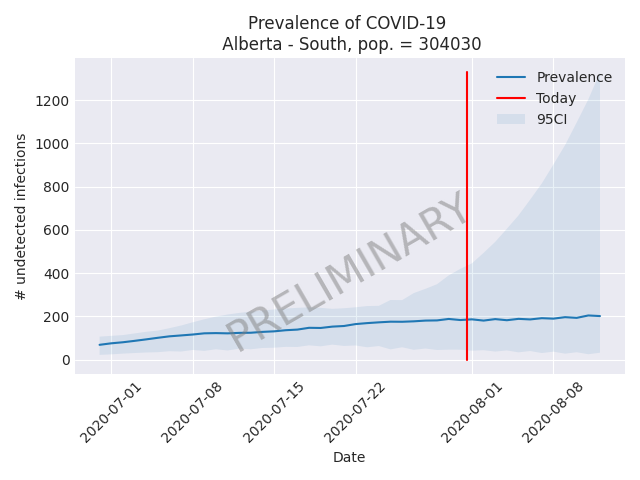 Prevalence of COVID-19
Alberta - South, pop. = 304030
# undetected infections
1200
1000
800
600
400
200
0
Prevalence
Today
95CI
PRELIMINARY
2020-07-01
2020-07-08
2020-07-15
2020-07-22
2020-08-01
2020-08-08
Date